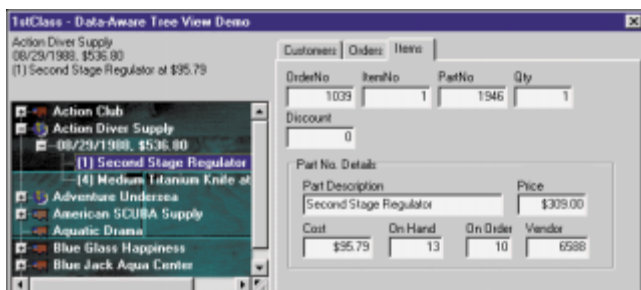 1stClass - Data-Aware Tree View Demo
Action Diver Supply
08/29/1988, $536.80
(1) Second Stage Regulator at $95.79
Action Club
Action Diver Supply
08/29/1988, $536.80
(1) Second Stage Regulator
(4) Medium Titanium Knife at
Adventure Undersea
American SCUBA Supply
Aquatic Drama
Blue Glass Happiness
Blue Jack Aqua Center
Customers Orders Items
OrderNo ItemNo PartNo Qty
1039 1 1946 1
Discount
0
Part No. Details
Part Description Price
Second Stage Regulator $309.00
Cost On Hand On Order Vendor
$95.79 13 10 6588